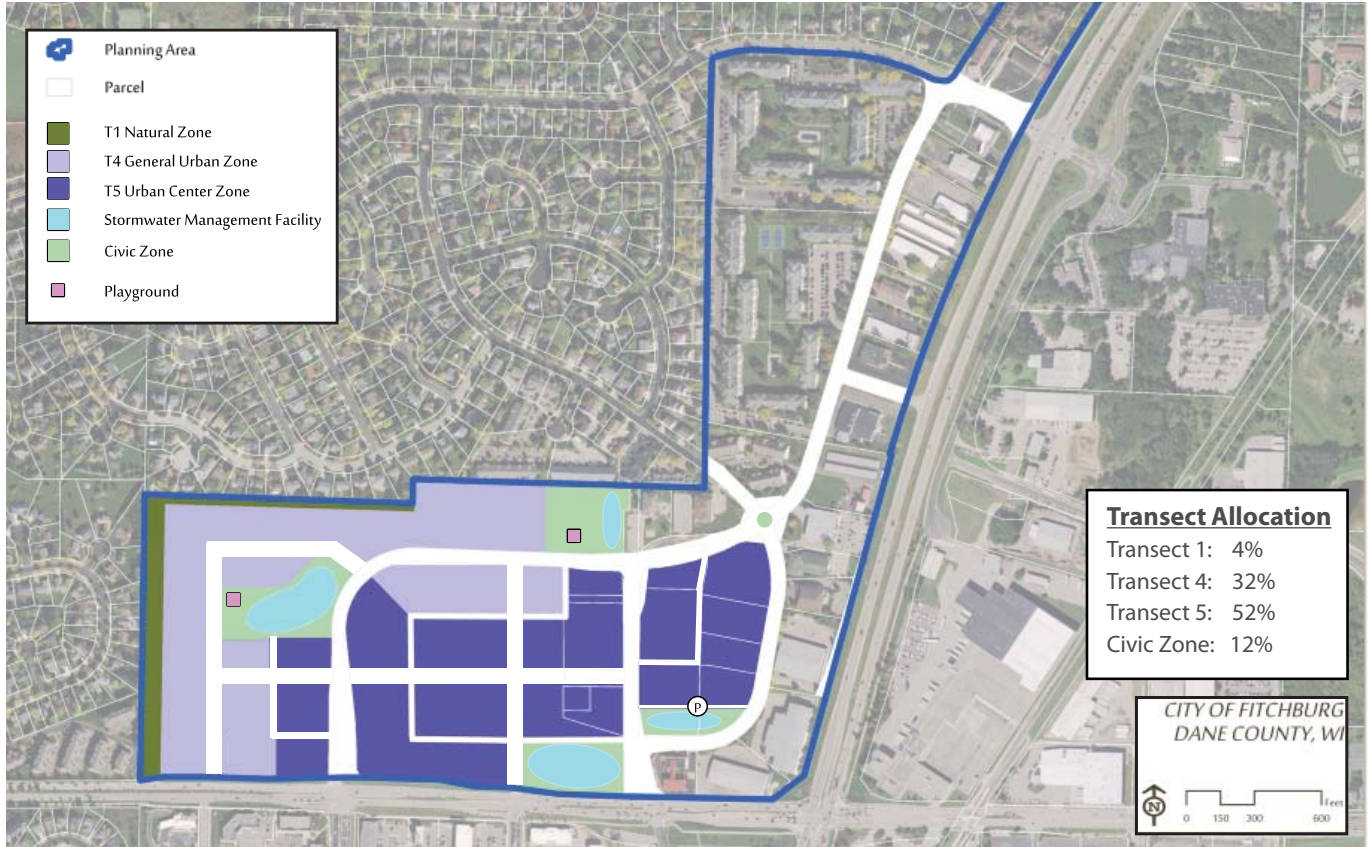 Planning Area
Parcel
T1 Natural Zone
T4 General Urban Zone
T5 Urban Center Zone
Stormwater Management Facility
Civic Zone
Playground
P
Transect Allocation
Transect 1: 4%
Transect 4: 32%
Transect 5: 52%
Civic Zone: 12%
CITY OF FITCHBURG
DANE COUNTY, WI
N
Feet
0 150 300 600